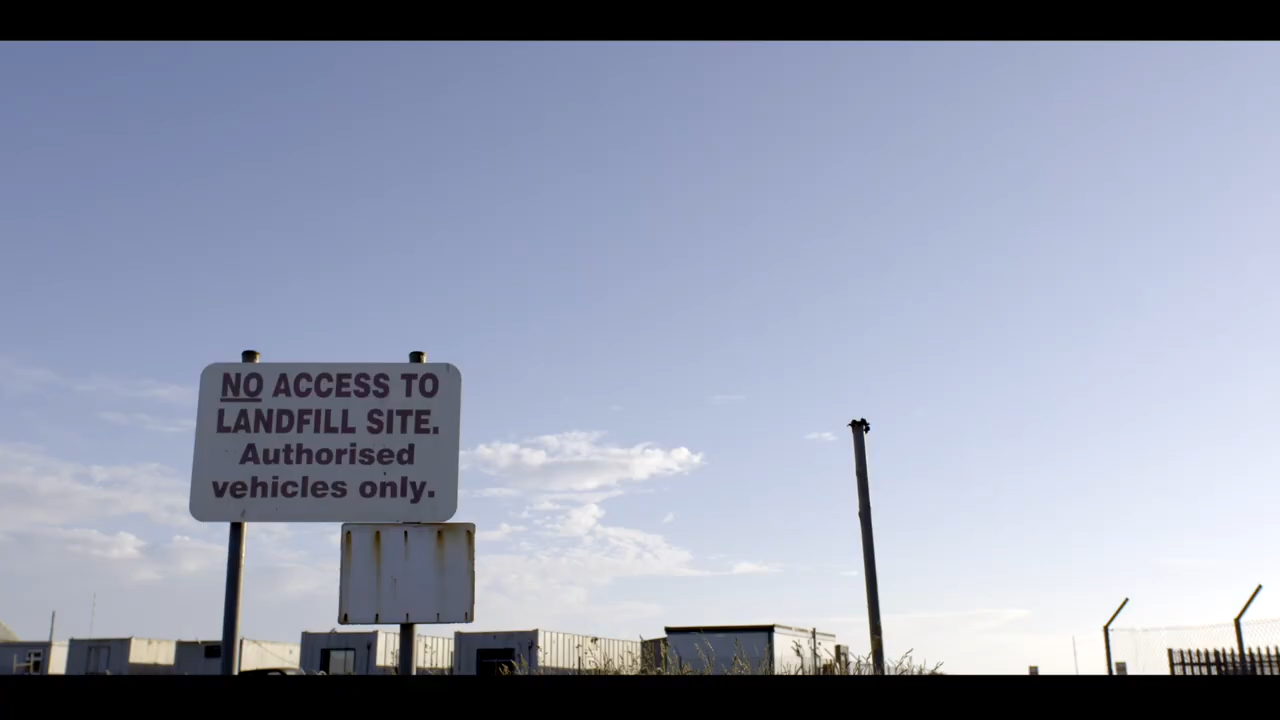 NO ACCESS TO
LANDFILL SITE.
Authorised
vehicles only.